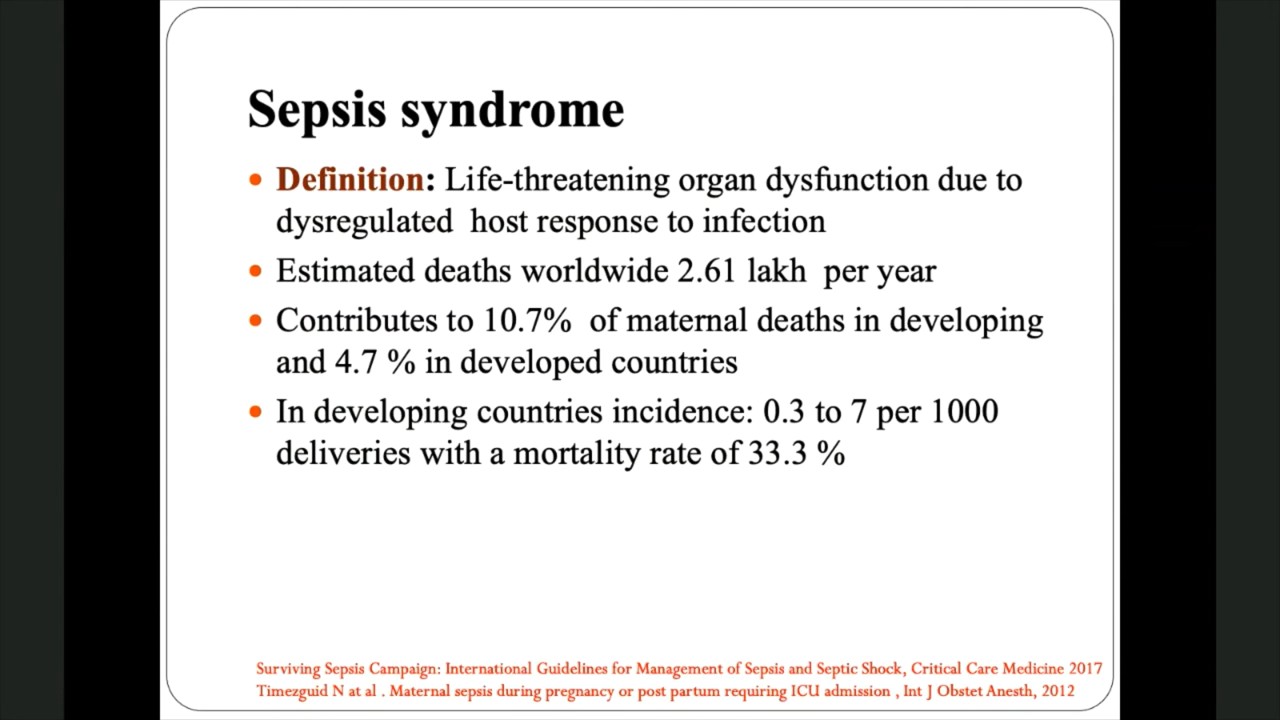 Sepsis syndrome
• Definition: Life-threatening organ dysfunction due to
dysregulated host response to infection
• Estimated deaths worldwide 2.61 lakh per year
• Contributes to 10.7% of maternal deaths in developing
and 4.7 % in developed countries
• In developing countries incidence: 0.3 to 7 per 1000
deliveries with a mortality rate of 33.3 %
Surviving Sepsis Campaign: International Guidelines for Management of Sepsis and Septic Shock, Critical Care Medicine 2017
Timezguid N at al . Maternal sepsis during pregnancy or post partum requiring ICU admission , Int J Obstet Anesth, 2012